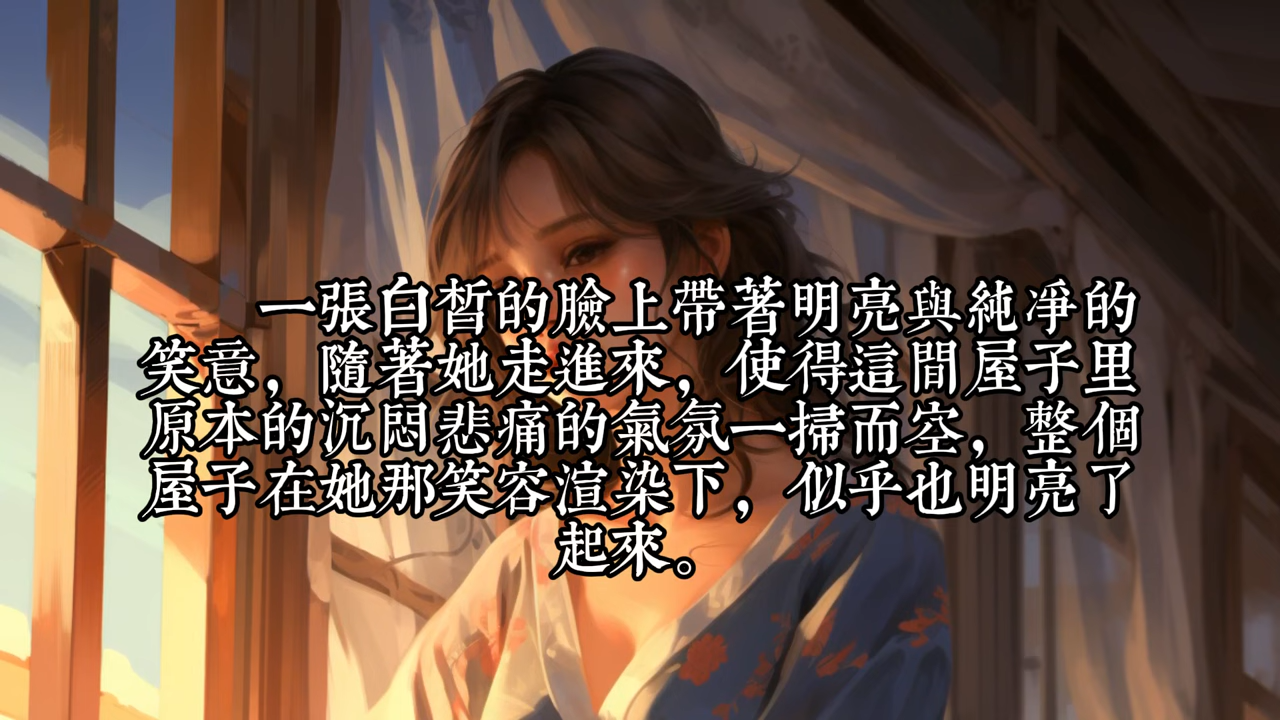 一張白皙的臉上帶著明亮與純淨的
笑意，隨著她走進來，使得這間屋子里
原本的沉悶悲痛的氣氛一掃而空，整個
屋子在她那笑容渲染下，似乎也明亮了
起來。